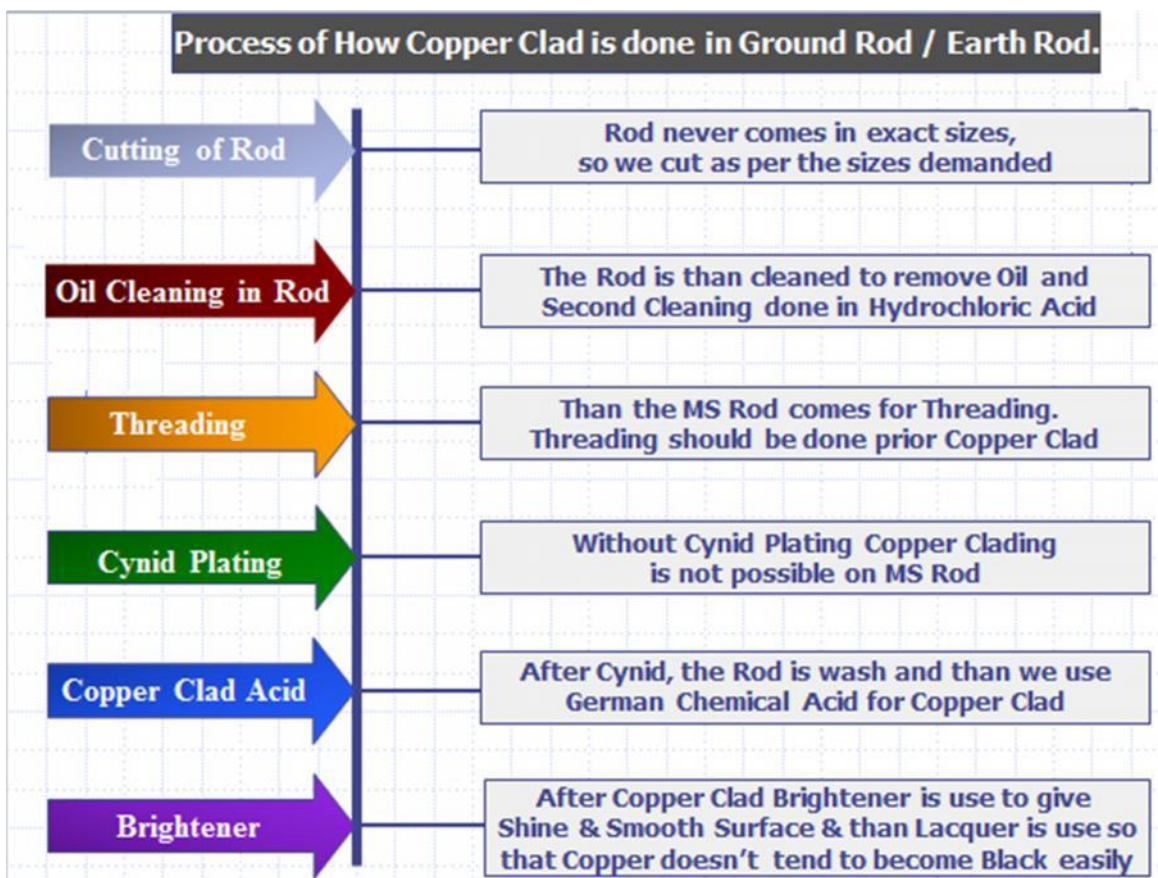 Process of How Copper Clad is done in Ground Rod / Earth Rod.
Cutting of Rod
Rod never comes in exact sizes,
so we cut as per the sizes demanded
Oil Cleaning in Rod
The Rod is than cleaned to remove Oil and
Second Cleaning done in Hydrochloric Acid
Threading
Than the MS Rod comes for Threading.
Threading should be done prior Copper Clad
Cynid Plating
Without Cynid Plating Copper Clading
is not possible on MS Rod
Copper Clad Acid
After Cynid, the Rod is wash and than we use
German Chemical Acid for Copper Clad
Brightener
After Copper Clad Brightener is use to give
Shine & Smooth Surface & than Lacquer is use so
that Copper doesn't tend to become Black easily